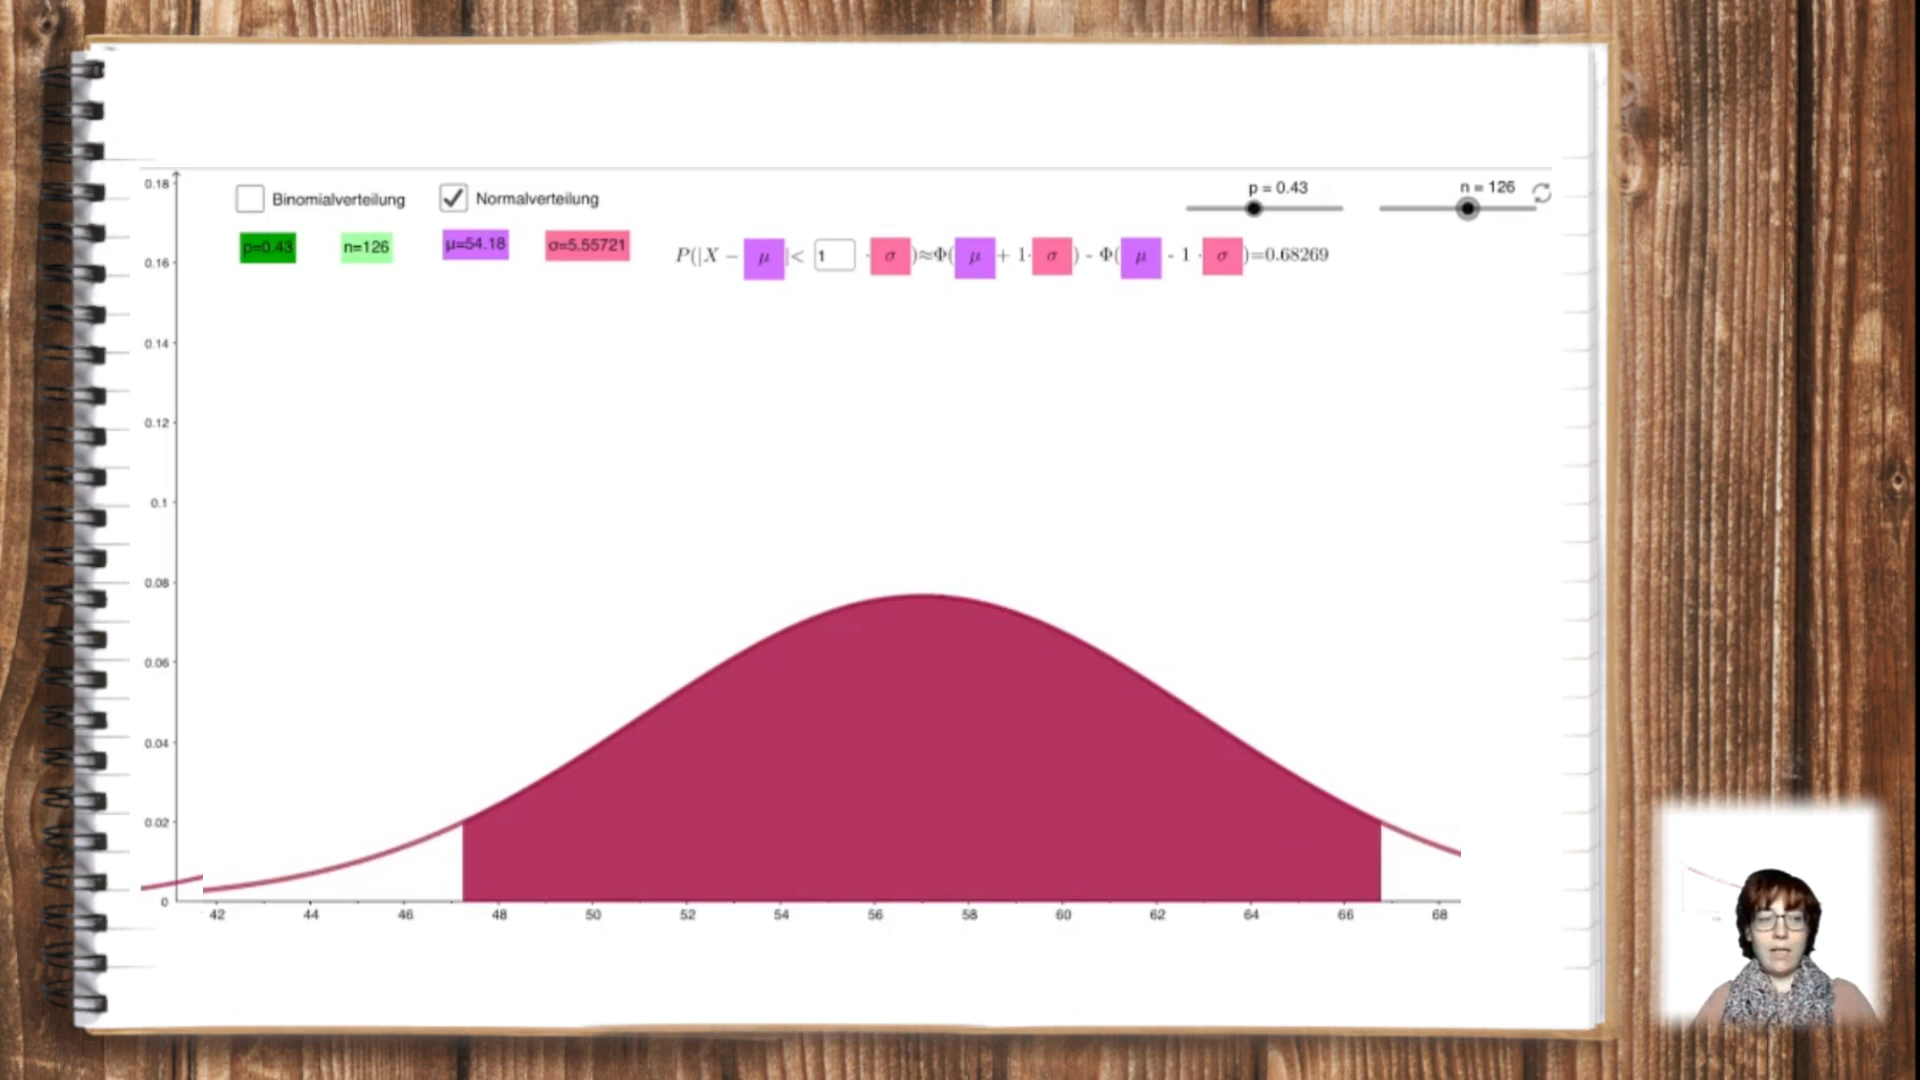 0.18
Binomialverteilung
Normalverteilung
p = 0.43
n = 126
p=0.43
n=126
μ=54.18
σ=5.55721
P(|X − μ |< 1 · σ )≈Φ( μ + 1· σ ) - Φ( μ - 1 · σ )=0.68269
0.16
0.14
0.12
0.1
0.08
0.06
0.04
0.02
0
42 44 46 48 50 52 54 56 58 60 62 64 66 68